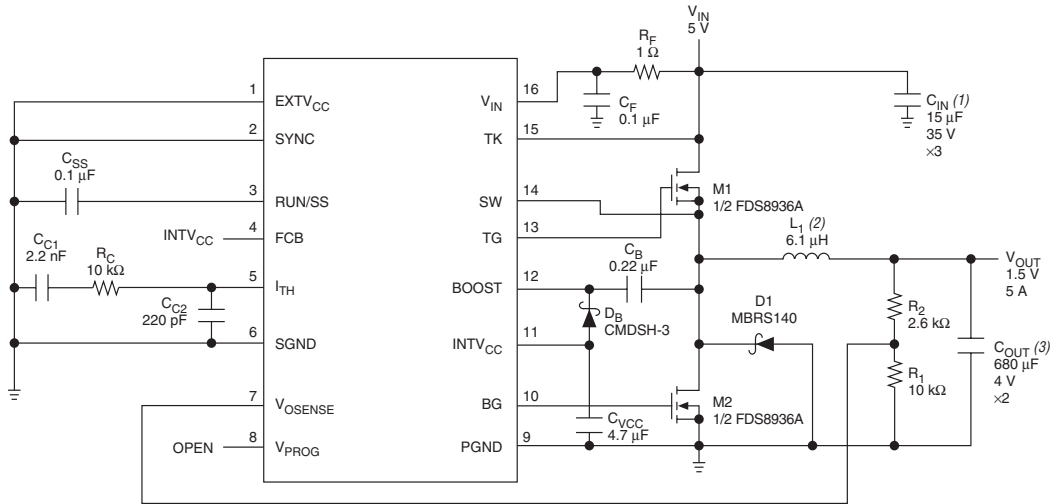 V_IN
5 V
R_F
1 Ω
C_F
0.1 µF
C_IN (1)
15 µF
35 V
×3
1
EXTV_CC
2
SYNC
C_SS
0.1 µF
3
RUN/SS
INTV_CC
4
FCB
C_C1
2.2 nF
R_C
10 kΩ
5
I_TH
C_C2
220 pF
6
SGND
7
V_OSENSE
OPEN
8
V_PROG
16
V_IN
15
TK
14
SW
13
TG
12
BOOST
11
INTV_CC
10
BG
9
PGND
M1
1/2 FDS8936A
C_B
0.22 µF
D_B
CMDSH-3
C_VCC
4.7 µF
L_1 (2)
6.1 µH
D1
MBRS140
M2
1/2 FDS8936A
V_OUT
1.5 V
5 A
R_2
2.6 kΩ
R_1
10 kΩ
C_OUT (3)
680 µF
4 V
×2